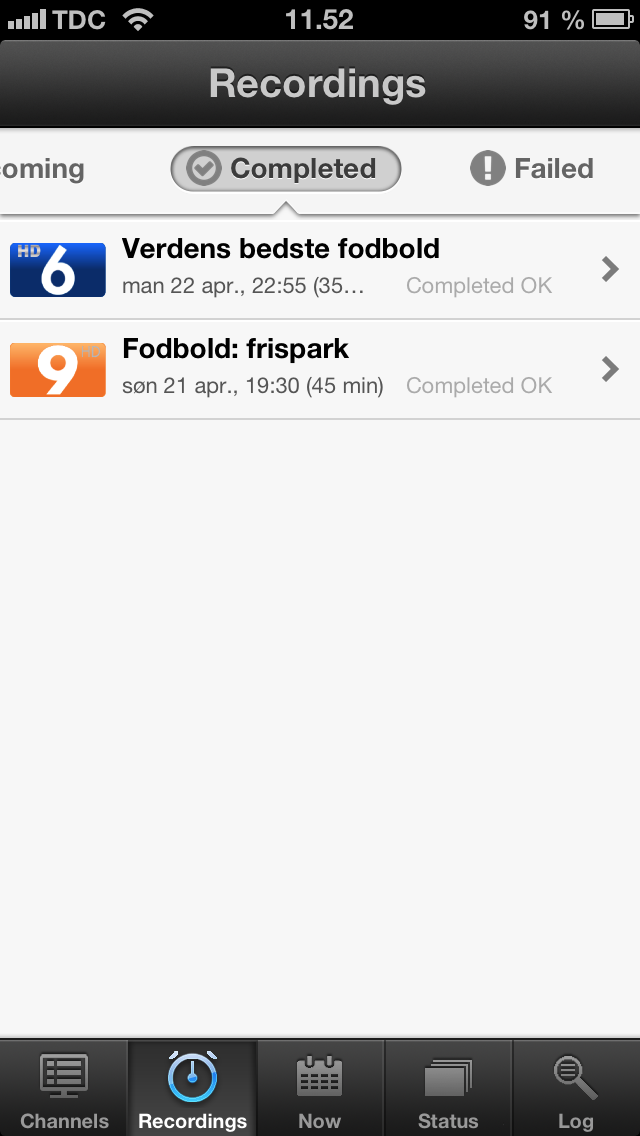 TDC 11.52 91 %
Recordings
oming Completed Failed
HD 6 Verdens bedste fodbold
man 22 apr., 22:55 (35… Completed OK
9 HD Fodbold: frispark
søn 21 apr., 19:30 (45 min) Completed OK
Channels Recordings Now Status Log